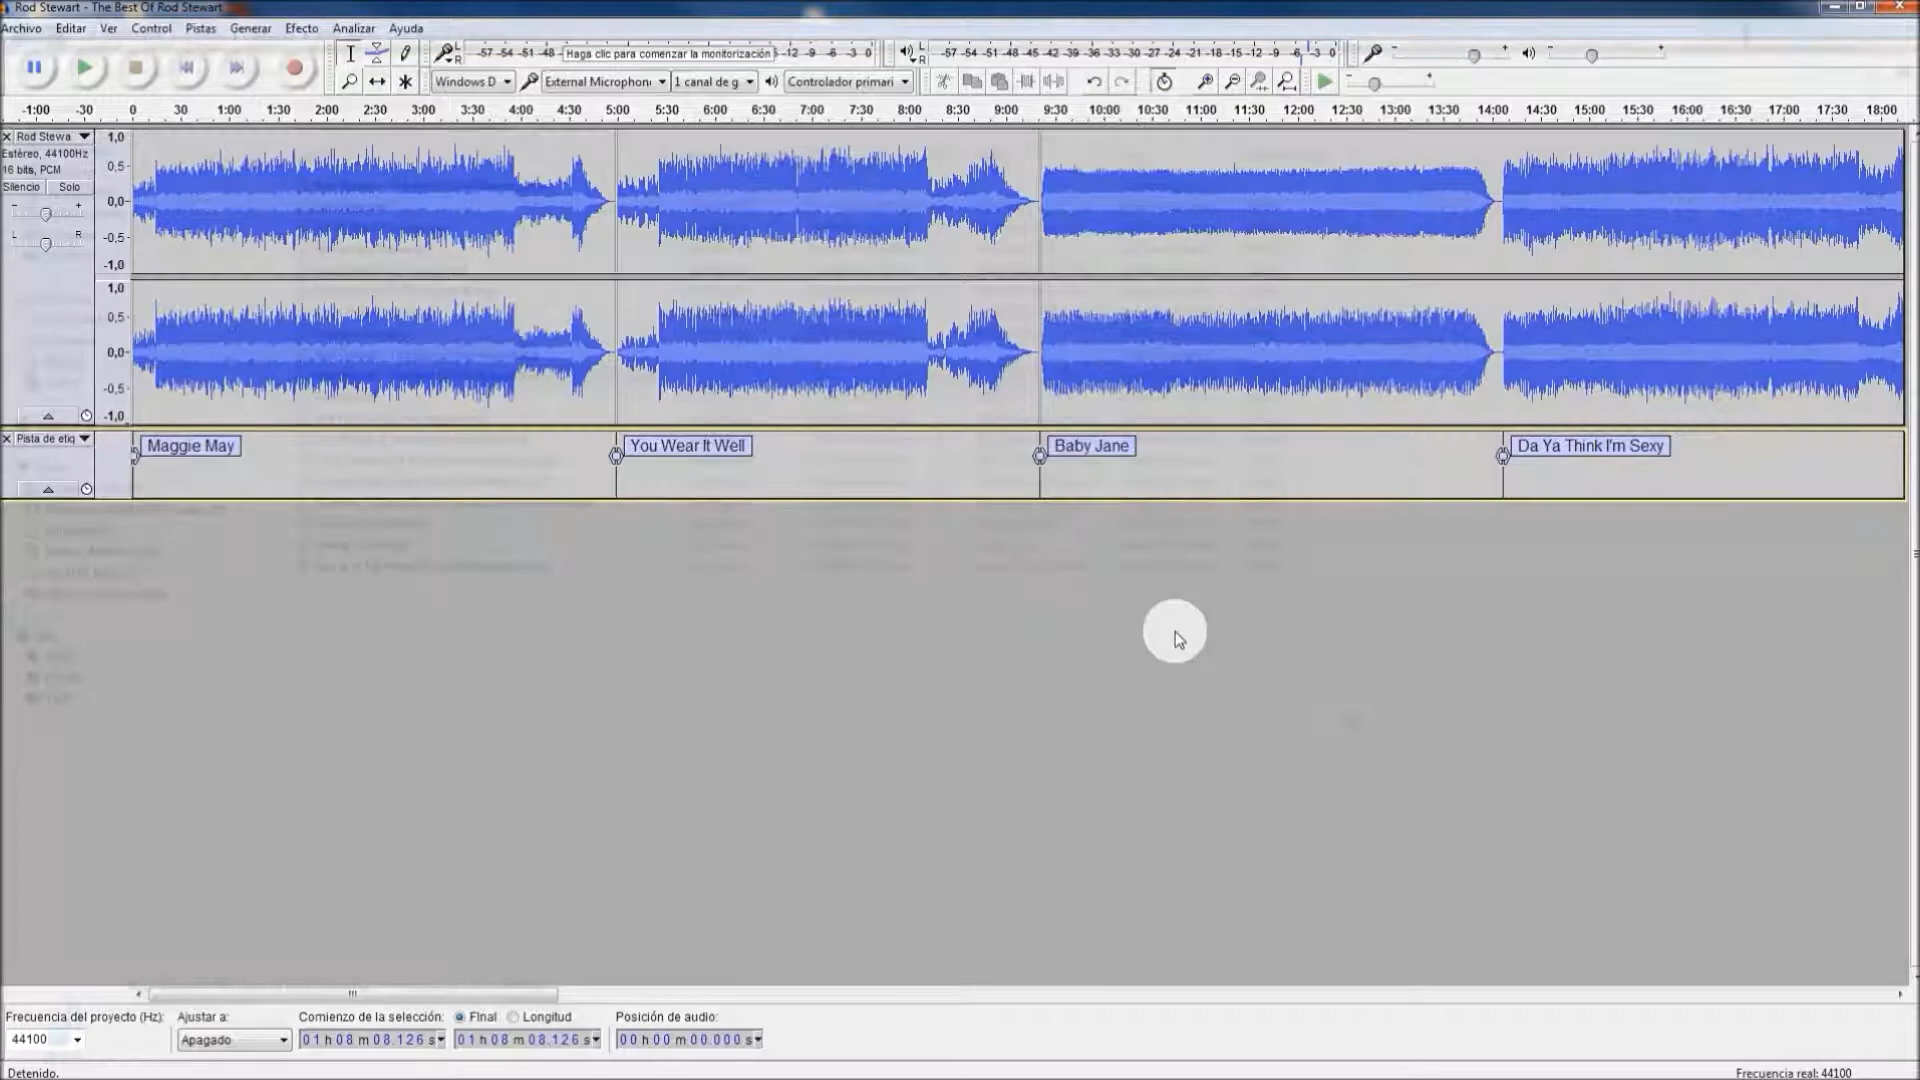 Rod Stewart - The Best Of Rod Stewart
Archivo Editar Ver Control Pistas Generar Efecto Analizar Ayuda
L R -57 -54 -51 -48 Haga clic para comenzar la monitorización -12 -9 -6 -3 0 L R -57 -54 -51 -48 -45 -42 -39 -36 -33 -30 -27 -24 -21 -18 -15 -12 -9 -6 -3 0 - + - +
Windows D External Microphon 1 canal de g Controlador primari - +
-1:00 -30 0 30 1:00 1:30 2:00 2:30 3:00 3:30 4:00 4:30 5:00 5:30 6:00 6:30 7:00 7:30 8:00 8:30 9:00 9:30 10:00 10:30 11:00 11:30 12:00 12:30 13:00 13:30 14:00 14:30 15:00 15:30 16:00 16:30 17:00 17:30 18:00
Rod Stewa 1,0
Estéreo, 44100Hz
16 bits, PCM 0,5
Silencio Solo
- + 0,0
L R -0,5
-1,0
1,0
0,5
0,0
-0,5
-1,0
Pista de etiq Maggie May You Wear It Well Baby Jane Da Ya Think I'm Sexy
Frecuencia del proyecto (Hz): Ajustar a: Comienzo de la selección: Final Longitud Posición de audio:
44100 Apagado 01 h 08 m 08.126 s 01 h 08 m 08.126 s 00 h 00 m 00.000 s
Detenido. Frecuencia real: 44100